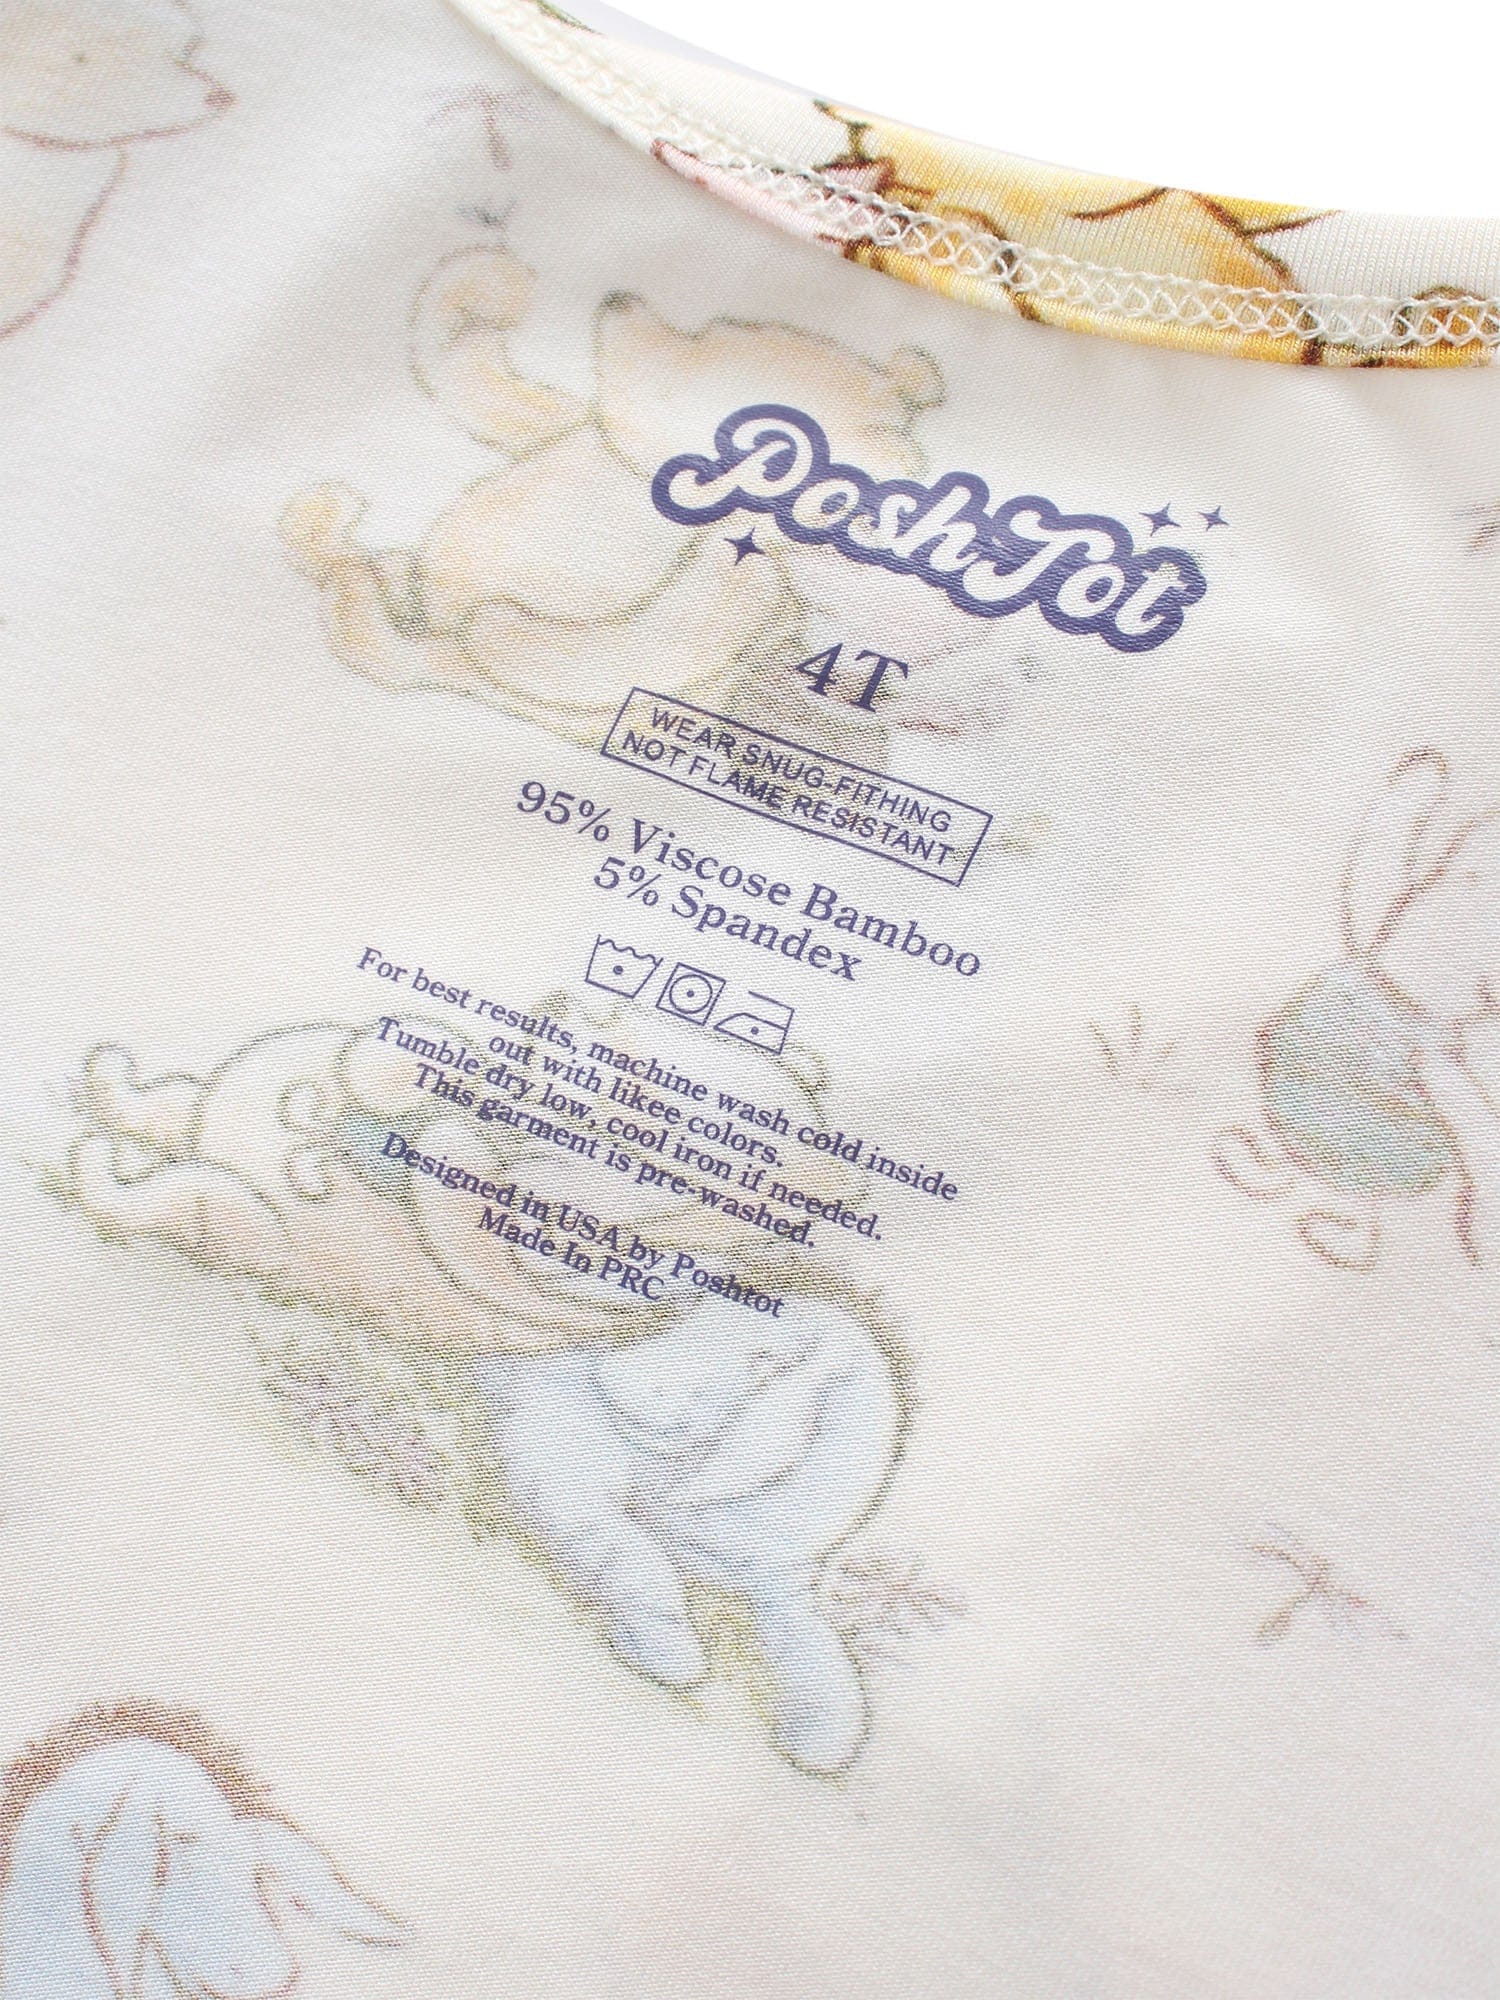 PoshTot
4T
WEAR SNUG-FITHING
NOT FLAME RESISTANT
95% Viscose Bamboo
5% Spandex
For best results, machine wash cold inside
out with likee colors.
Tumble dry low, cool iron if needed.
This garment is pre-washed.
Designed in USA by Poshtot
Made In PRC